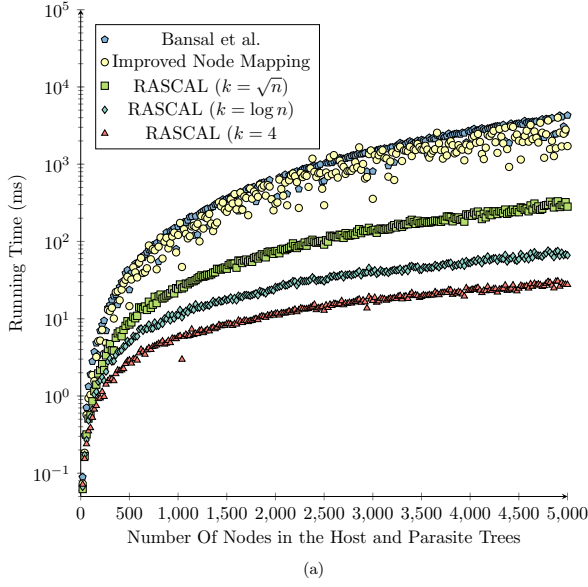 10^5
10^4
10^3
10^2
10^1
10^0
10^{-1}
Running Time (ms)
Bansal et al.
Improved Node Mapping
RASCAL (k = √n)
RASCAL (k = log n)
RASCAL (k = 4
0 500 1,000 1,500 2,000 2,500 3,000 3,500 4,000 4,500 5,000
Number Of Nodes in the Host and Parasite Trees
(a)